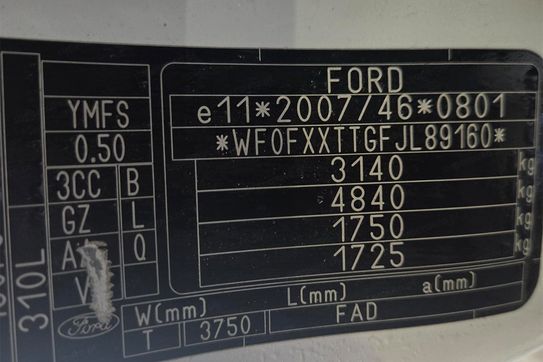 FORD
e11*2007/46*0801
*WF0FXXTTGFJL89160*
3140 kg
4840 kg
1750 kg
1725 kg
YMFS
0.50
3CC B
GZ L
Q
V
Ford
310L
W(mm) L(mm) a(mm)
T 3750 FAD